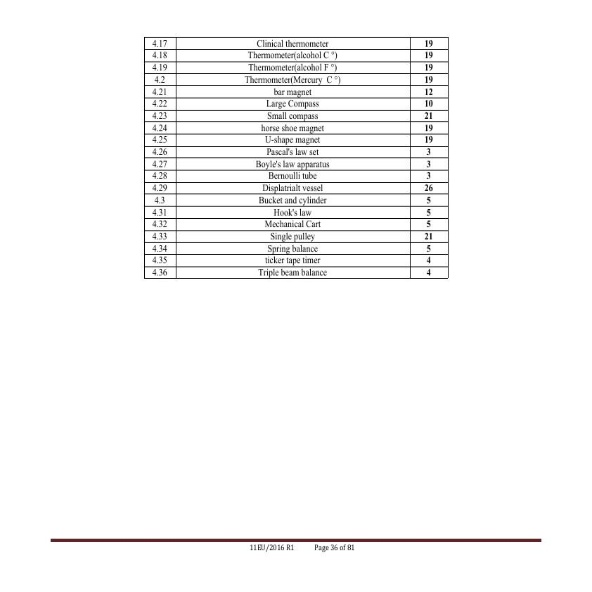 4.17 Clinical thermometer 19
4.18 Thermometer(alcohol C °) 19
4.19 Thermometer(alcohol F °) 19
4.2 Thermometer(Mercury  C °) 19
4.21 bar magnet 12
4.22 Large Compass 10
4.23 Small compass 21
4.24 horse shoe magnet 19
4.25 U-shape magnet 19
4.26 Pascal's law set 3
4.27 Boyle's law apparatus 3
4.28 Bernoulli tube 3
4.29 Displatrialt vessel 26
4.3 Bucket and cylinder 5
4.31 Hook's law 5
4.32 Mechanical Cart 5
4.33 Single pulley 21
4.34 Spring balance 5
4.35 ticker tape timer 4
4.36 Triple beam balance 4
11EU/2016 R1 Page 36 of 81